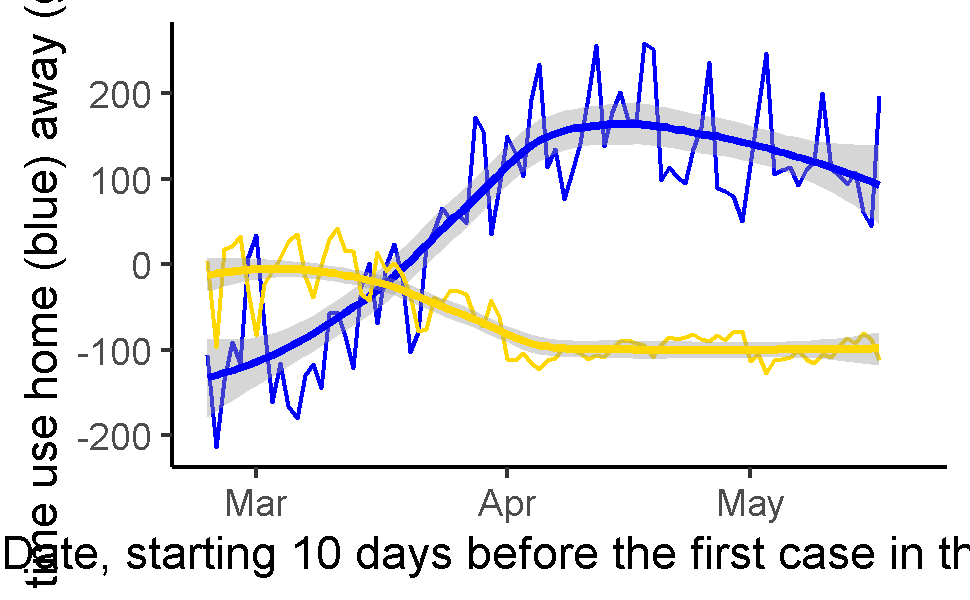 time use home (blue) away (
200
100
0
-100
-200
Mar Apr May
Date, starting 10 days before the first case in th